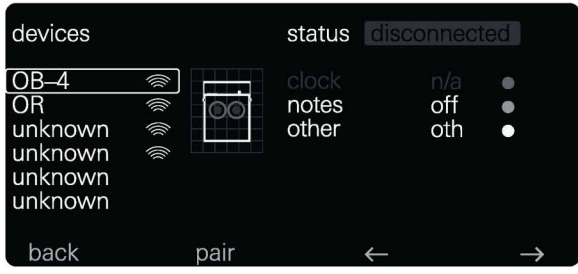 devices
OB–4
OR
unknown
unknown
unknown
unknown
status disconnected
clock n/a
notes off
other oth
back pair ← →